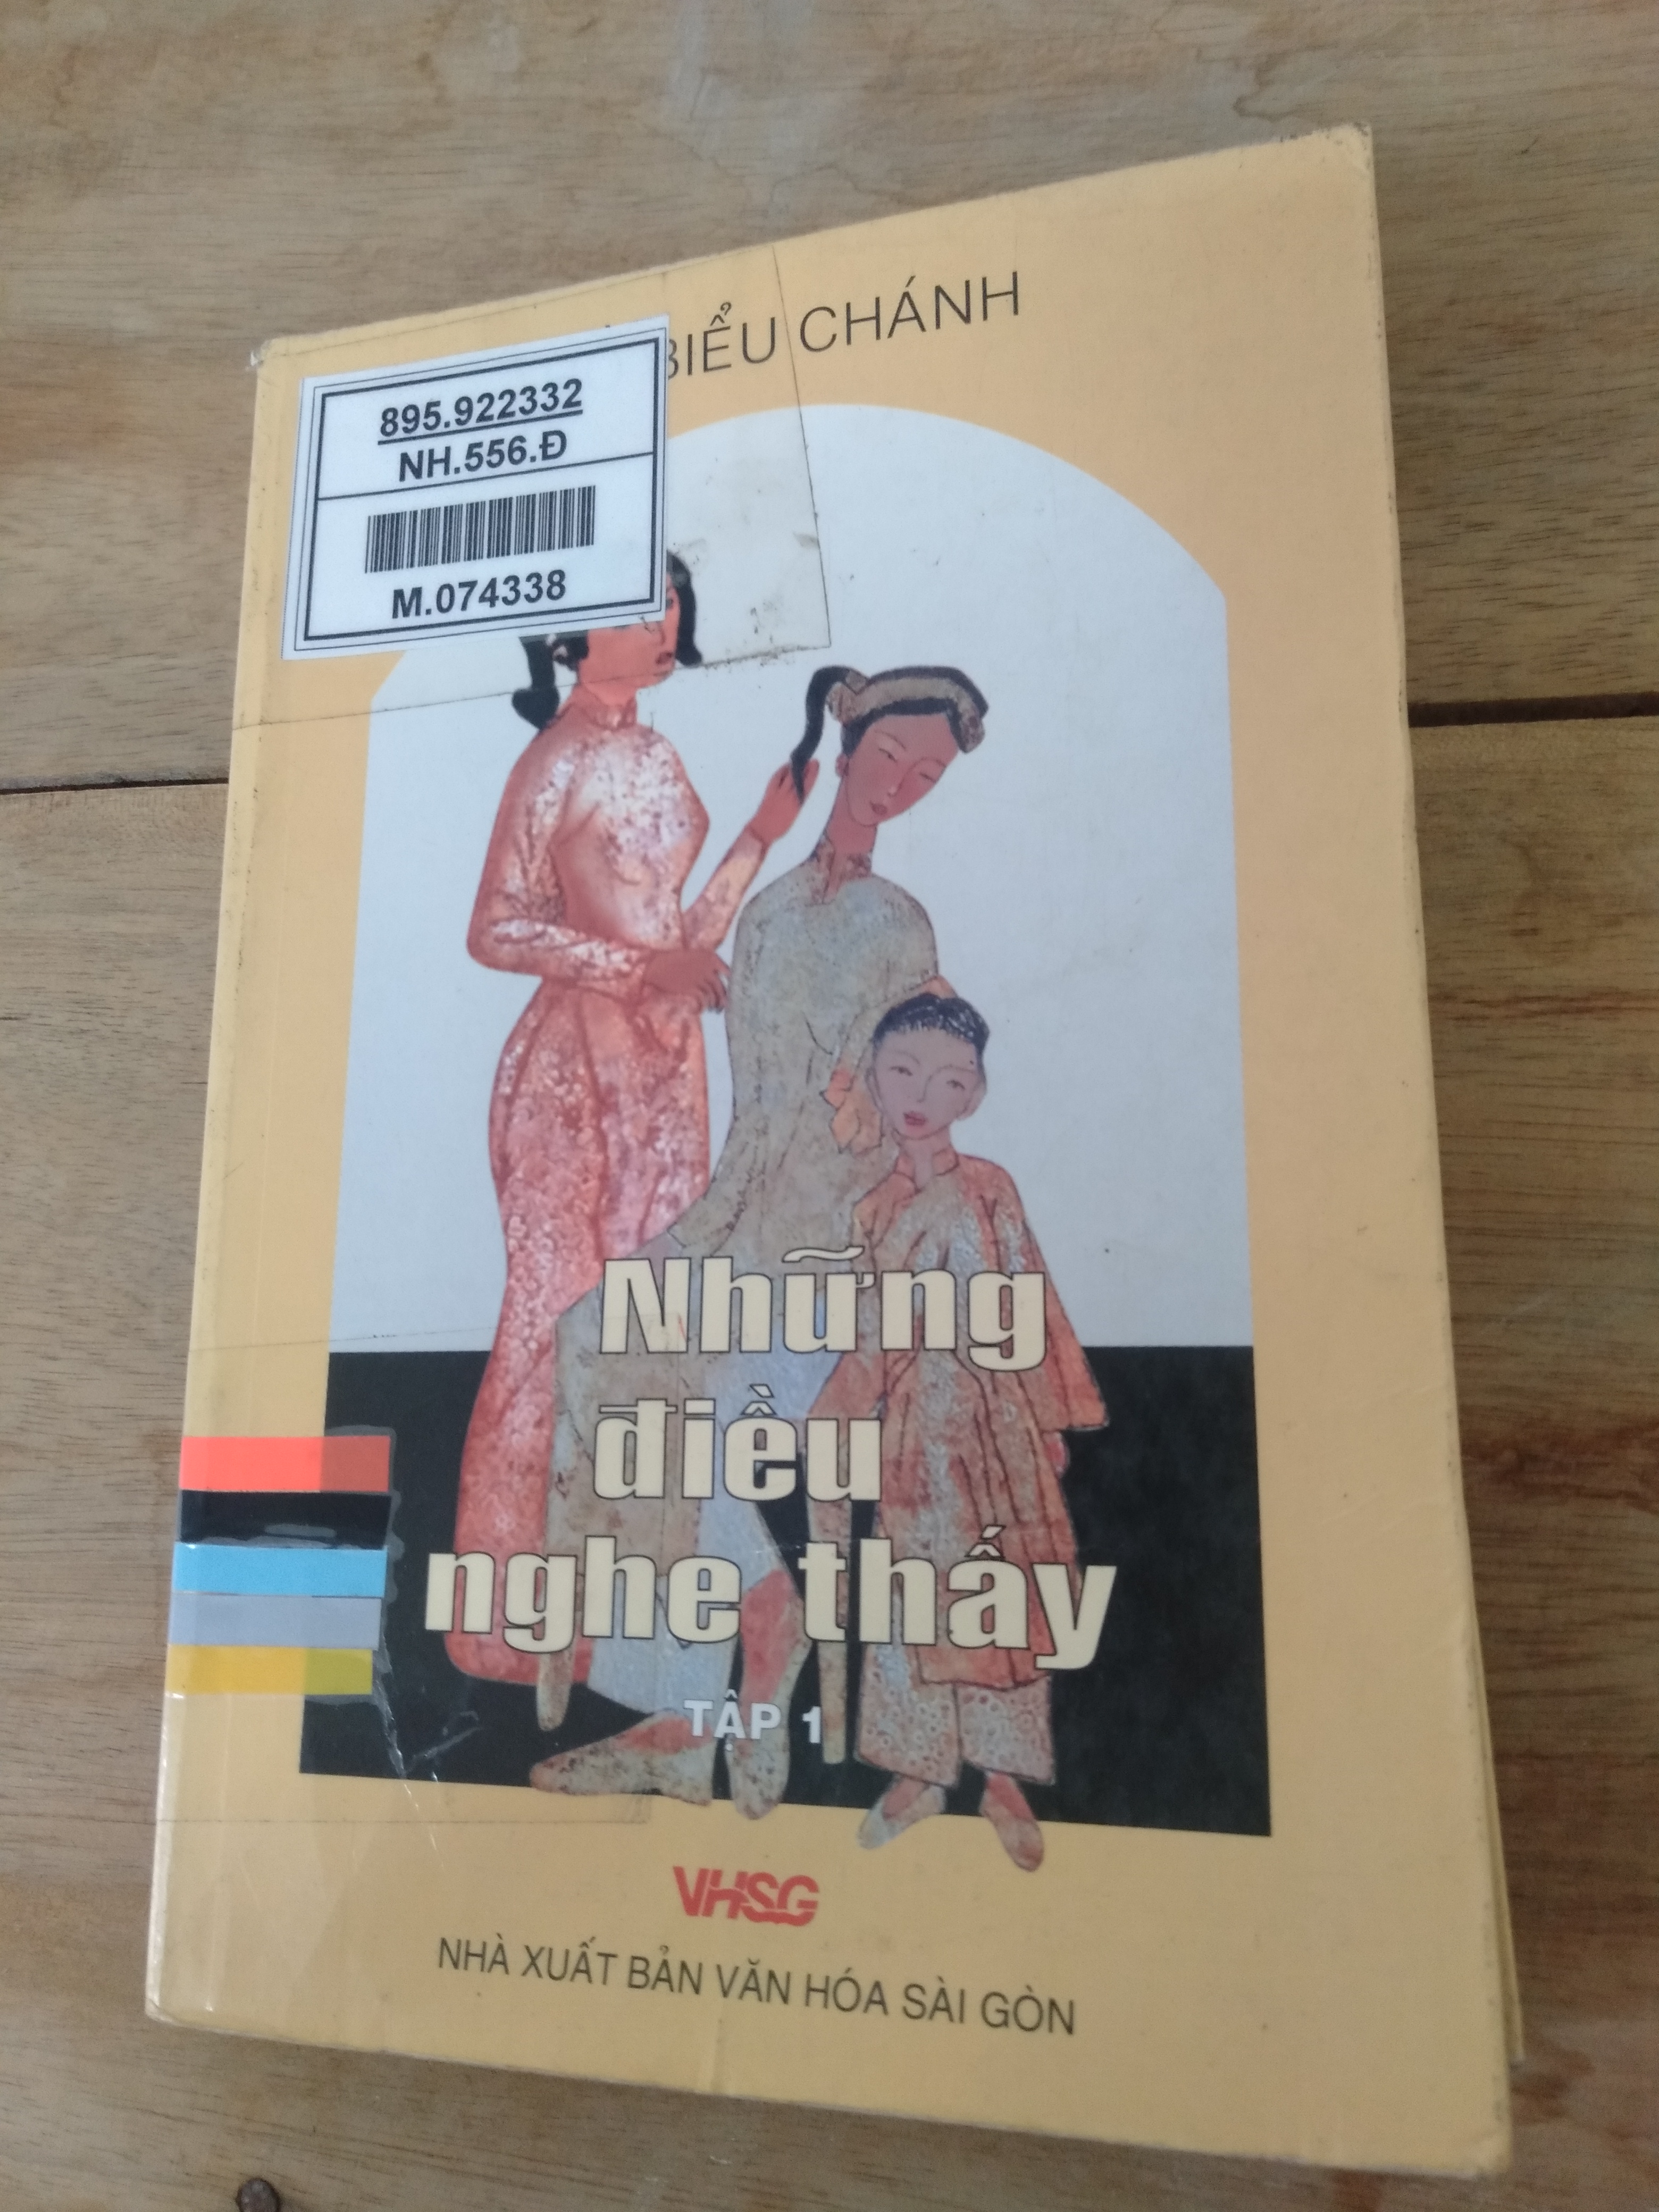 BIỂU CHÁNH
895.922332
NH.556.Đ
M.074338
Những
điều
nghe thấy
TẬP 1
VHSG
NHÀ XUẤT BẢN VĂN HÓA SÀI GÒN